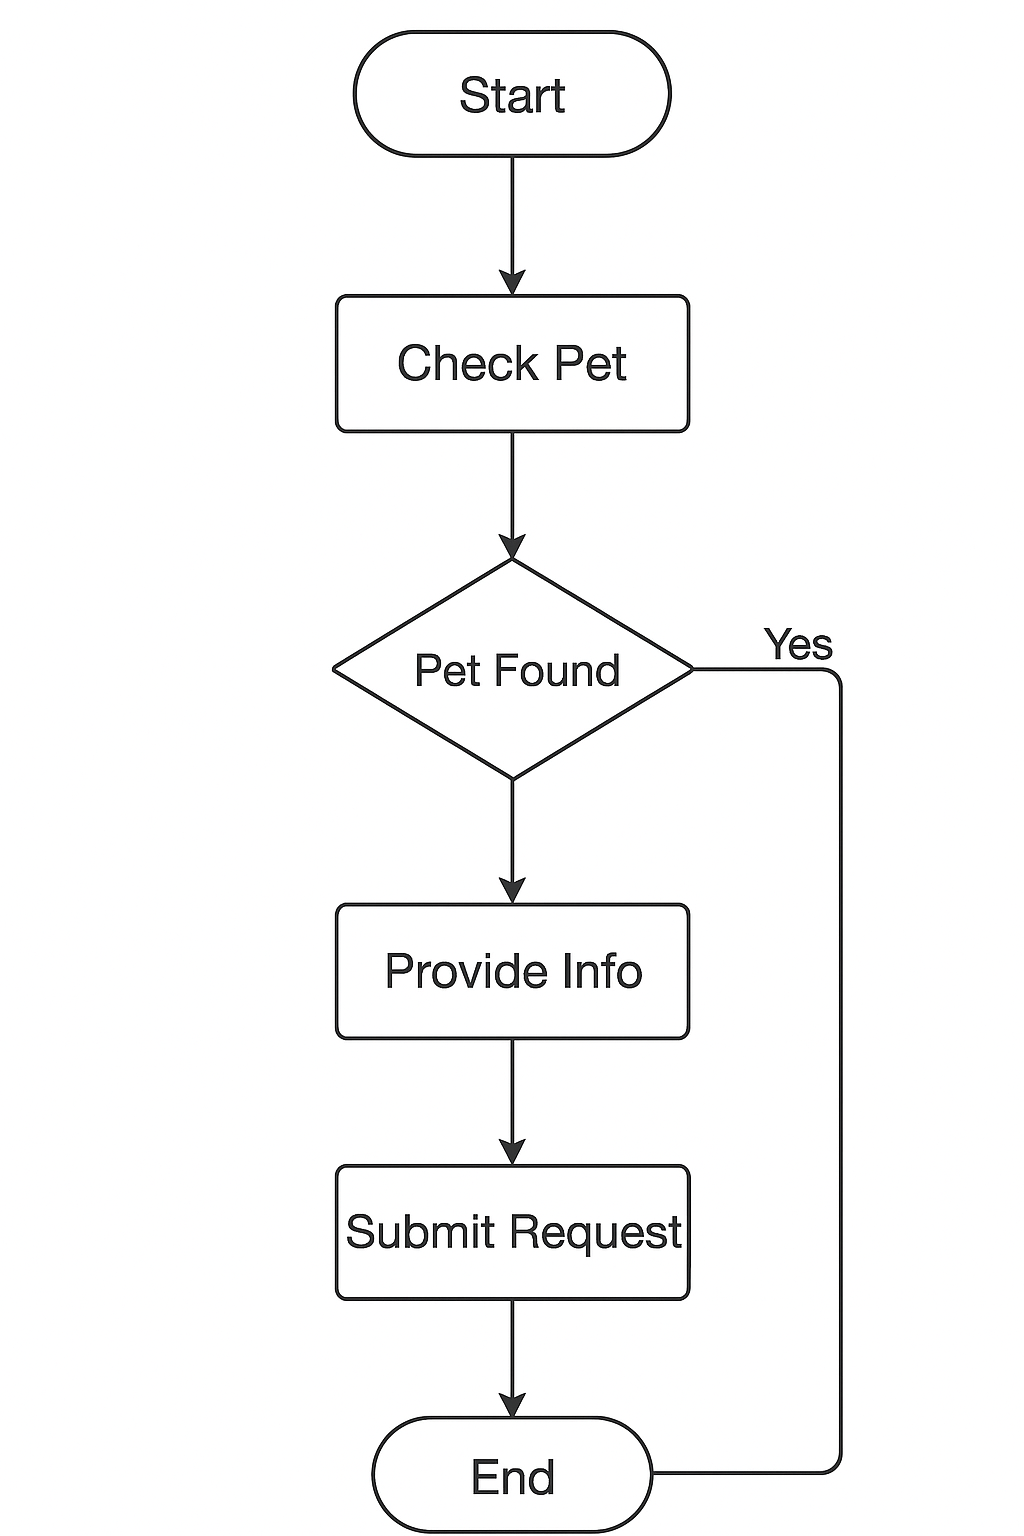 Start
Check Pet
Pet Found
Yes
Provide Info
Submit Request
End